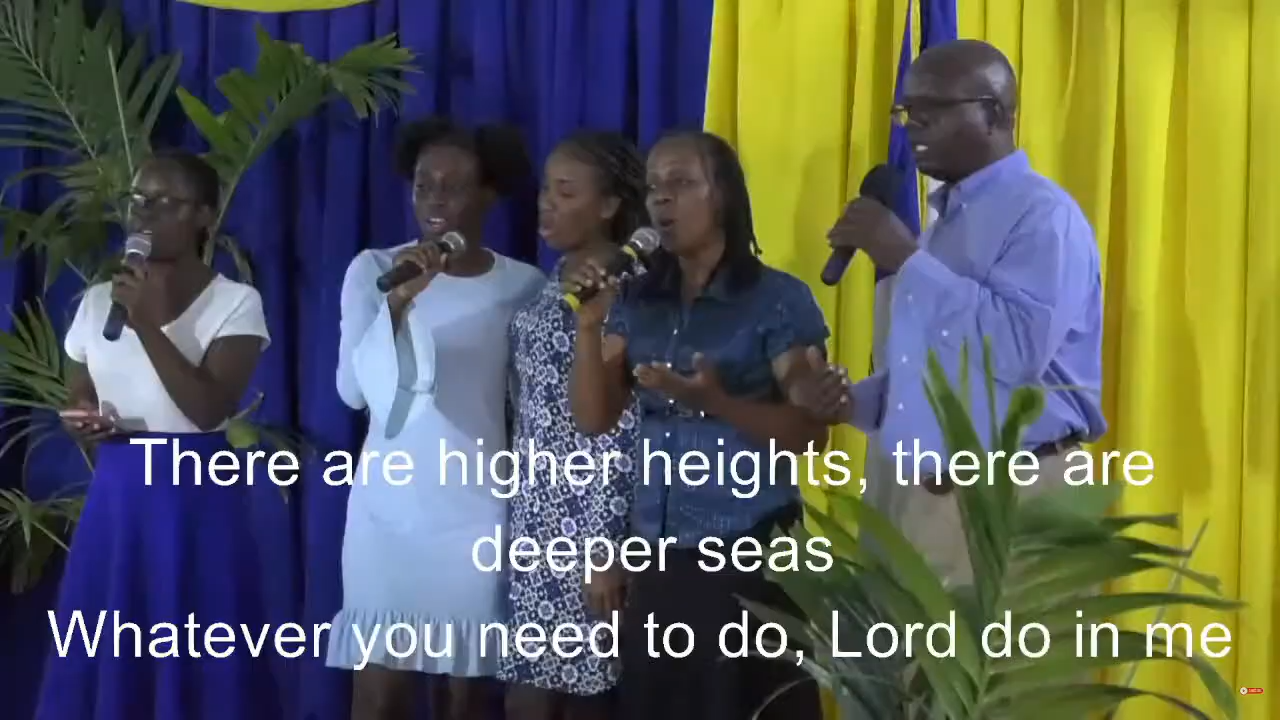 There are higher heights, there are
deeper seas
Whatever you need to do, Lord do in me